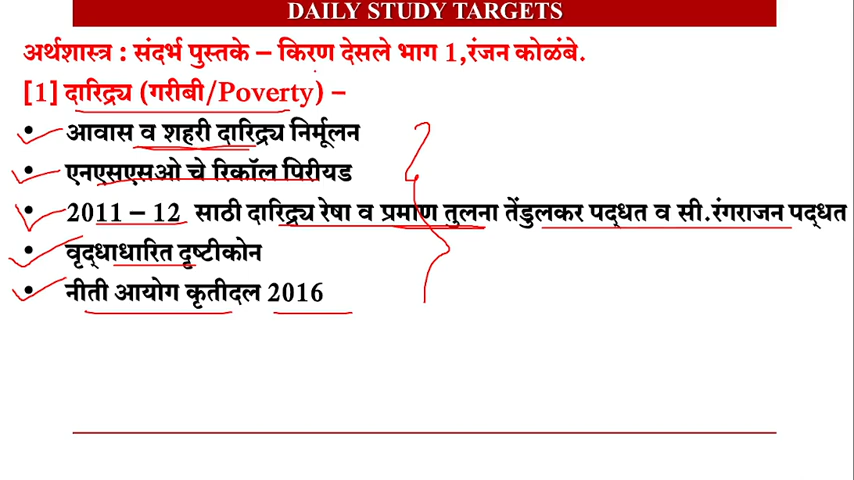 DAILY STUDY TARGETS
अर्थशास्त्र : संदर्भ पुस्तके – किरण देसले भाग 1,रंजन कोळंबे.
[1] दारिद्र्य (गरीबी/Poverty) –
• आवास व शहरी दारिद्र्य निर्मूलन
• एनएसएसओ चे रिकॉल पिरीयड
• 2011 – 12 साठी दारिद्र्य रेषा व प्रमाण तुलना तेंडुलकर पद्धत व सी.रंगराजन पद्धत
• वृद्धाधारित दृष्टीकोन
• नीती आयोग कृतीदल 2016